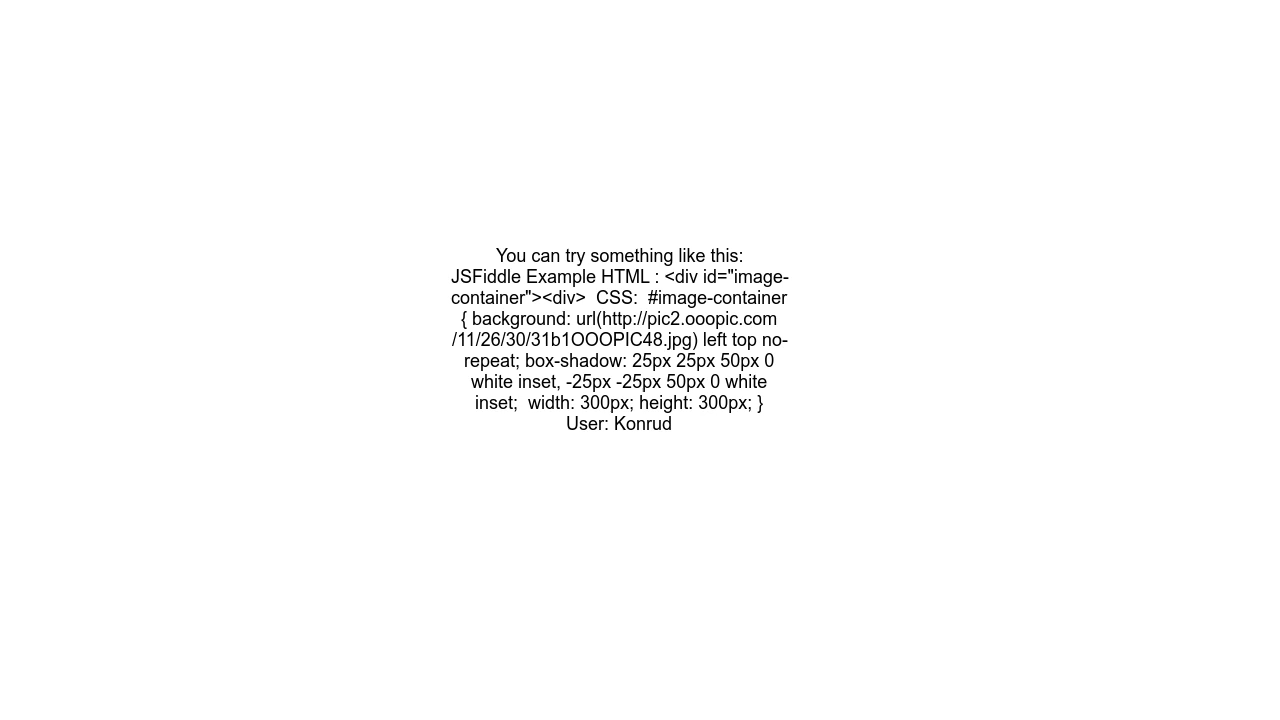 You can try something like this:
JSFiddle Example HTML : <div id="image-
container"><div>  CSS:  #image-container
{ background: url(http://pic2.ooopic.com
/11/26/30/31b1OOOPIC48.jpg) left top no-
repeat; box-shadow: 25px 25px 50px 0
white inset, -25px -25px 50px 0 white
inset;  width: 300px; height: 300px; }
User: Konrud